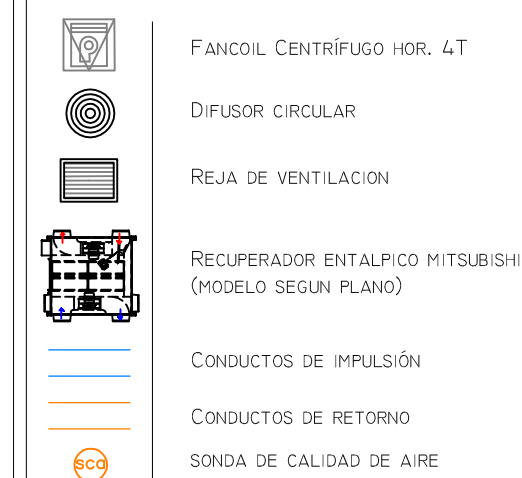 FANCOIL CENTRÍFUGO HOR. 4T
DIFUSOR CIRCULAR
REJA DE VENTILACION
RECUPERADOR ENTALPICO MITSUBISHI
(MODELO SEGUN PLANO)
CONDUCTOS DE IMPULSIÓN
CONDUCTOS DE RETORNO
sca SONDA DE CALIDAD DE AIRE